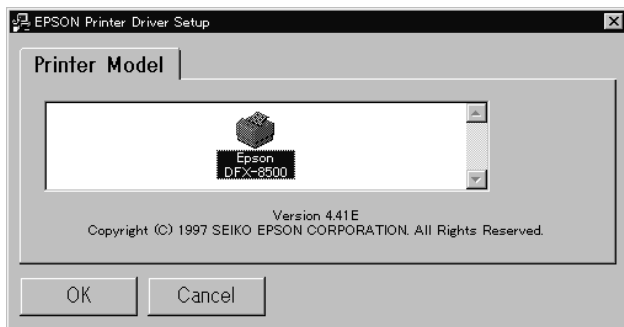 EPSON Printer Driver Setup
Printer Model
Epson
DFX-8500
Version 4.41E
Copyright (C) 1997 SEIKO EPSON CORPORATION. All Rights Reserved.
OK
Cancel